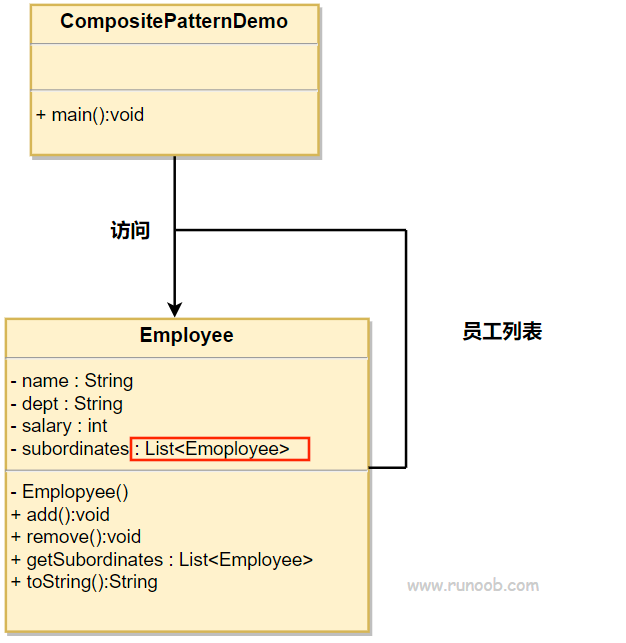 CompositePatternDemo
+ main():void
访问
员工列表
Employee
- name : String
- dept : String
- salary : int
- subordinates : List<Emoployee>
- Emplopyee()
+ add():void
+ remove():void
+ getSubordinates : List<Employee>
+ toString():String
www.runoob.com